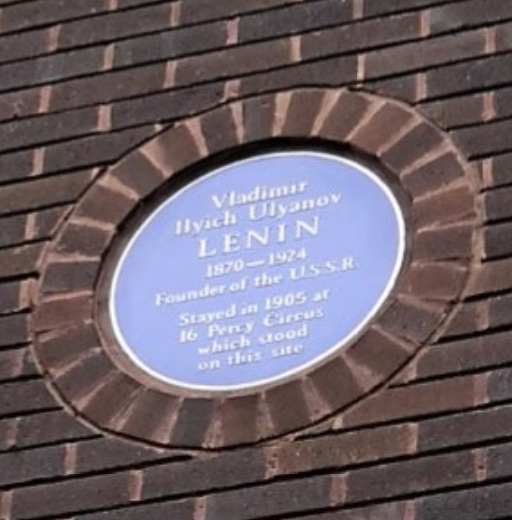 Vladimir
Ilyich Ulyanov
LENIN
1870—1924
Founder of the U.S.S.R.
Stayed in 1905 at
16 Percy Circus
which stood
on this site